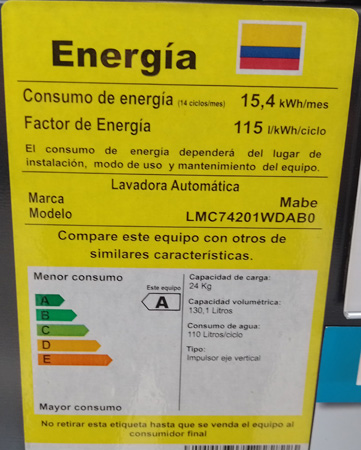 Energía
Consumo de energía (14 ciclos/mes) 15,4 kWh/mes
Factor de Energía 115 l/kWh/ciclo
El consumo de energía dependerá del lugar de
instalación, modo de uso y mantenimiento del equipo.
Lavadora Automática
Marca Mabe
Modelo LMC74201WDAB0
Compare este equipo con otros de
similares características.
Menor consumo
Este equipo
A
A
B
C
D
E
Mayor consumo
Capacidad de carga:
24 Kg
Capacidad volumétrica:
130,1 Litros
Consumo de agua:
110 Litros/ciclo
Tipo:
Impulsor eje vertical
No retirar esta etiqueta hasta que se venda el equipo al
consumidor final